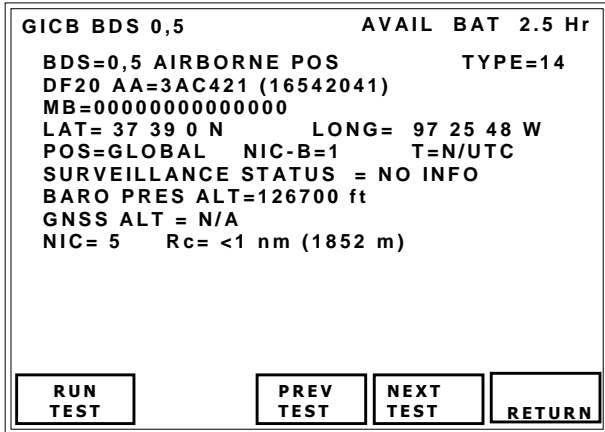 GICB BDS 0,5 AVAIL BAT 2.5 Hr
BDS=0,5 AIRBORNE POS TYPE=14
DF20 AA=3AC421 (16542041)
MB=00000000000000
LAT= 37 39 0 N LONG= 97 25 48 W
POS=GLOBAL NIC-B=1 T=N/UTC
SURVEILLANCE STATUS = NO INFO
BARO PRES ALT=126700 ft
GNSS ALT = N/A
NIC= 5 Rc= <1 nm (1852 m)
RUN
TEST
PREV
TEST
NEXT
TEST
RETURN